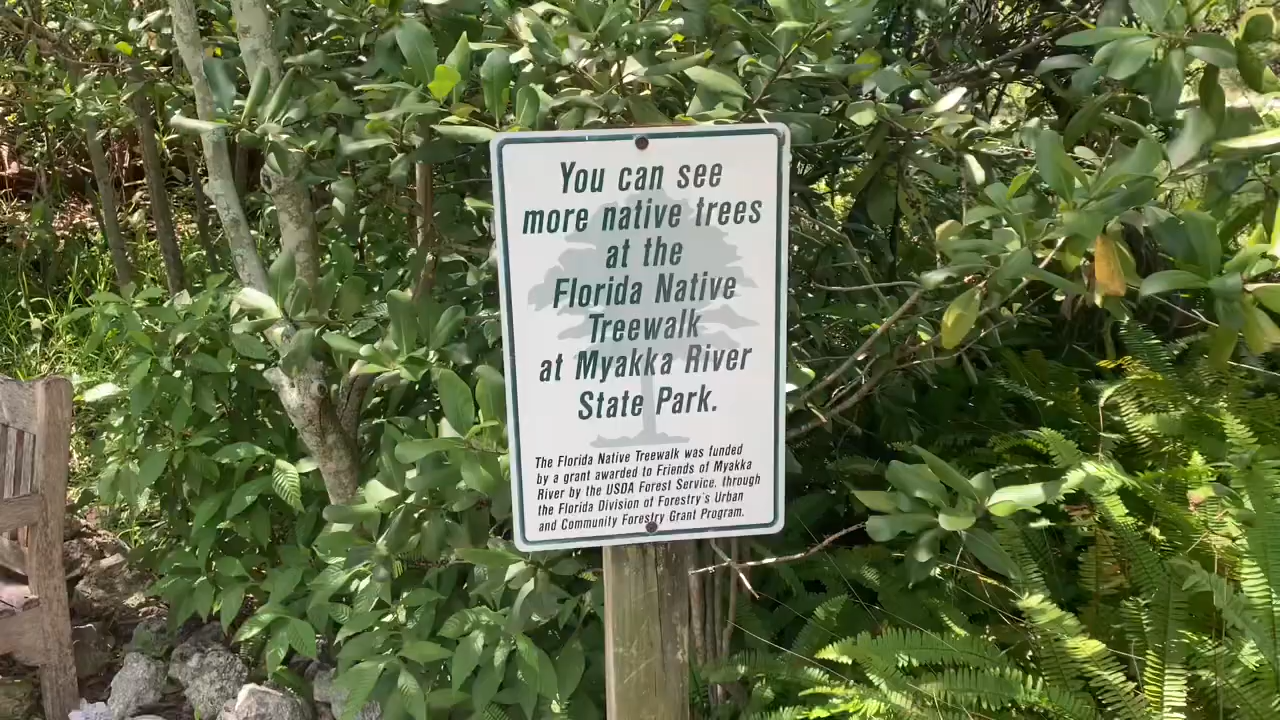 You can see
more native trees
at the
Florida Native
Treewalk
at Myakka River
State Park.
The Florida Native Treewalk was funded
by a grant awarded to Friends of Myakka
River by the USDA Forest Service, through
the Florida Division of Forestry's Urban
and Community Forestry Grant Program.